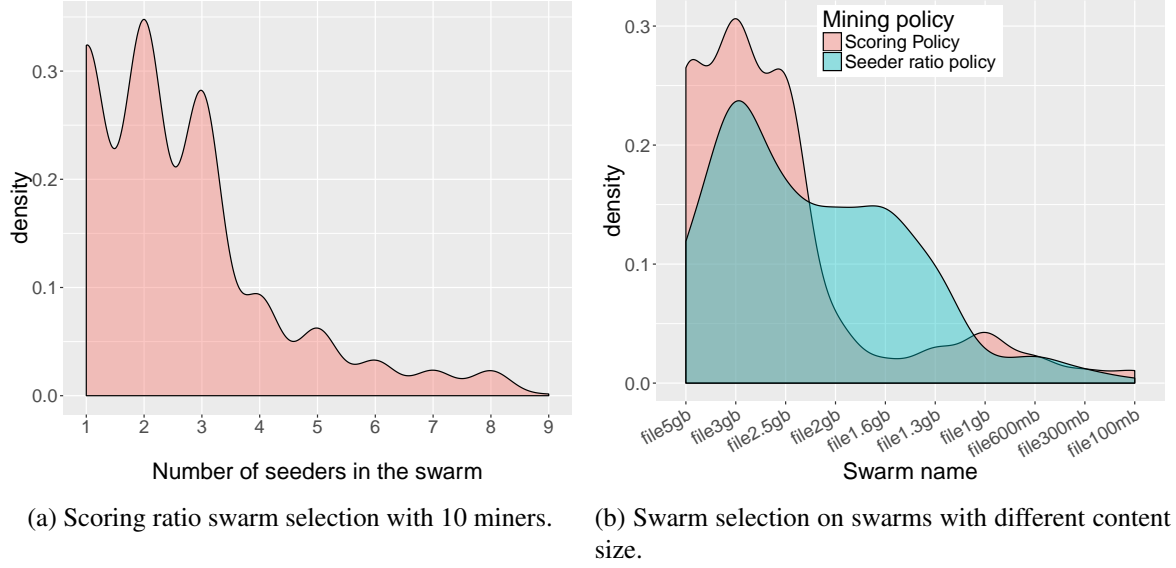 density
0.3
0.2
0.1
0.0
1 2 3 4 5 6 7 8 9
Number of seeders in the swarm
(a) Scoring ratio swarm selection with 10 miners.
Mining policy
Scoring Policy
Seeder ratio policy
density
0.3
0.2
0.1
0.0
file5gb file3gb file2.5gb file2gb file1.6gb file1.3gb file1gb file600mb file300mb file100mb
Swarm name
(b) Swarm selection on swarms with different content
size.